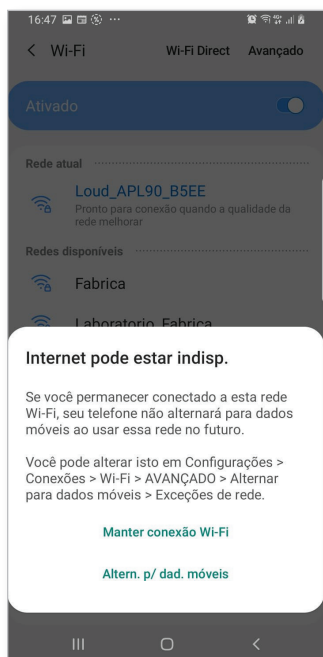 16:47
< Wi-Fi Wi-Fi Direct Avançado
Ativado
Rede atual
Loud_APL90_B5EE
Pronto para conexão quando a qualidade da
rede melhorar
Redes disponíveis
Fabrica
Laboratorio_Fabrica
Internet pode estar indisp.
Se você permanecer conectado a esta rede
Wi-Fi, seu telefone não alternará para dados
móveis ao usar essa rede no futuro.
Você pode alterar isto em Configurações >
Conexões > Wi-Fi > AVANÇADO > Alternar
para dados móveis > Exceções de rede.
Manter conexão Wi-Fi
Altern. p/ dad. móveis